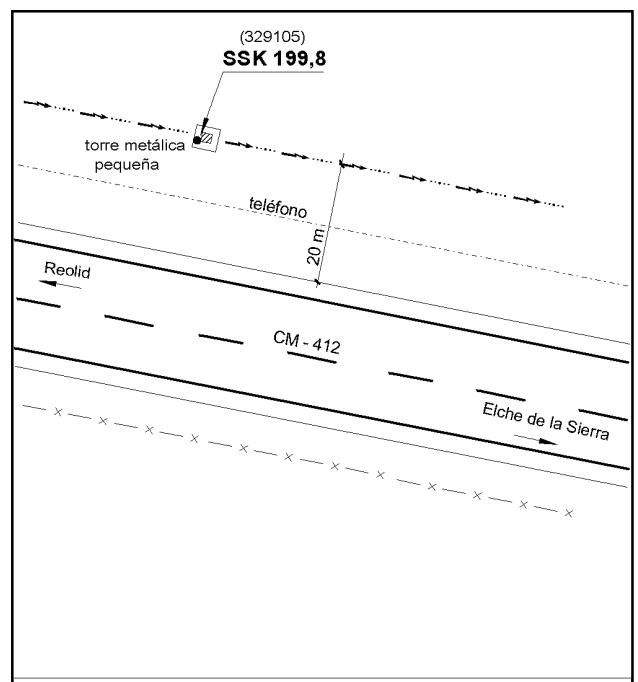 (329105)
SSK 199,8
torre metálica
pequeña
teléfono
20 m
Reolid
CM - 412
Elche de la Sierra